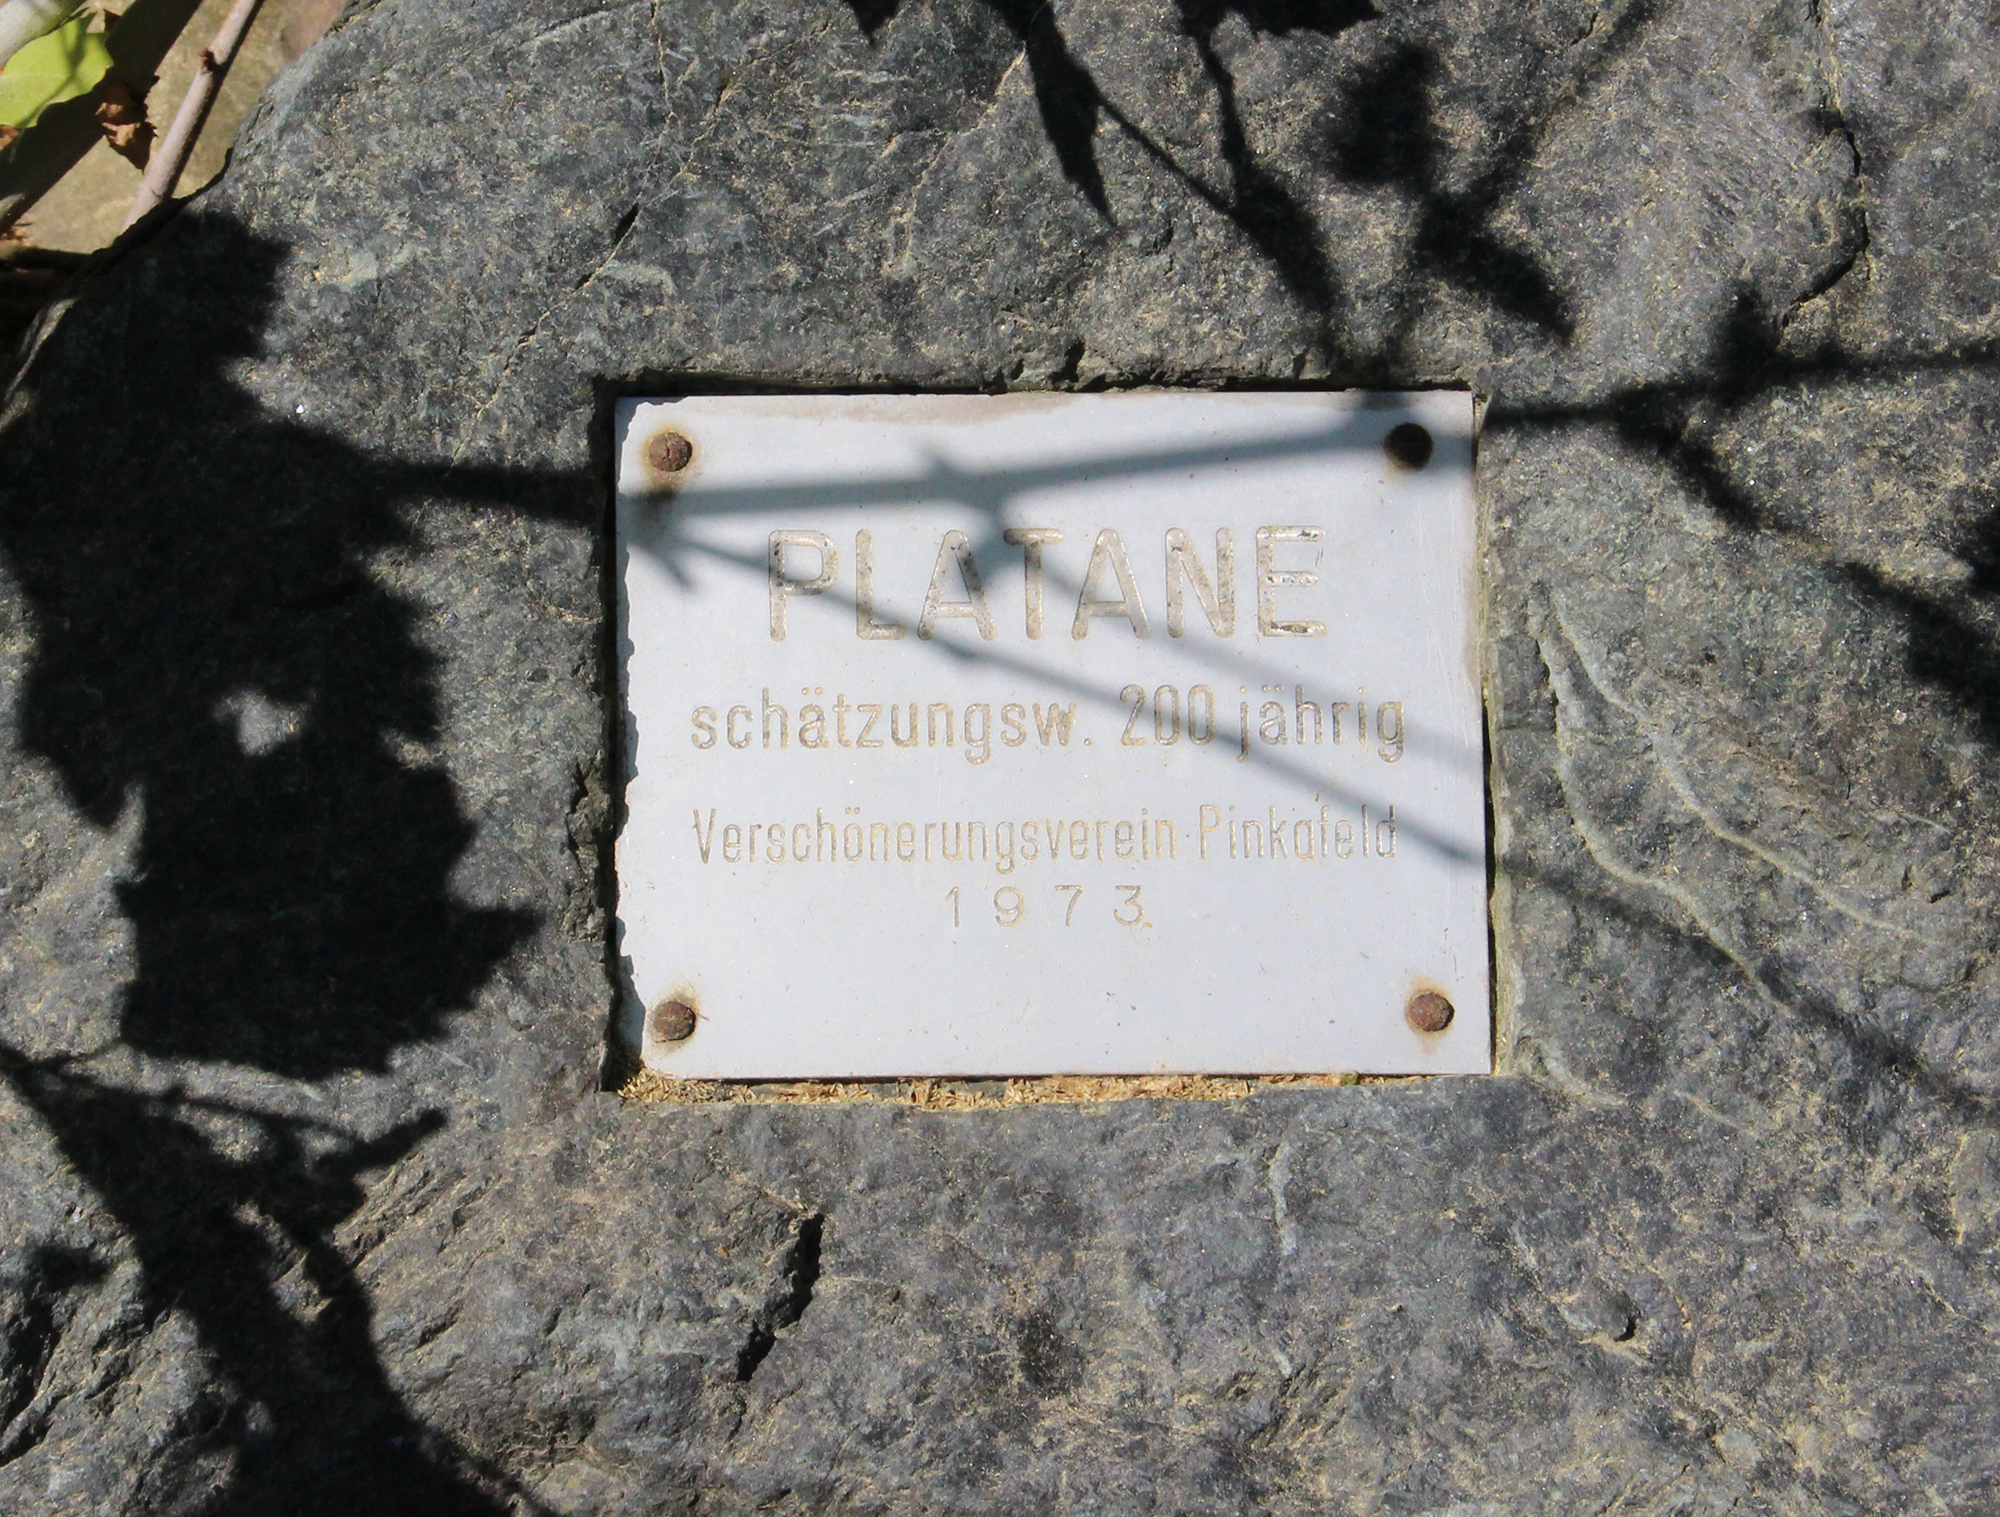 PLATANE
schätzungsw. 200 jährig
Verschönerungsverein Pinkafeld
1973